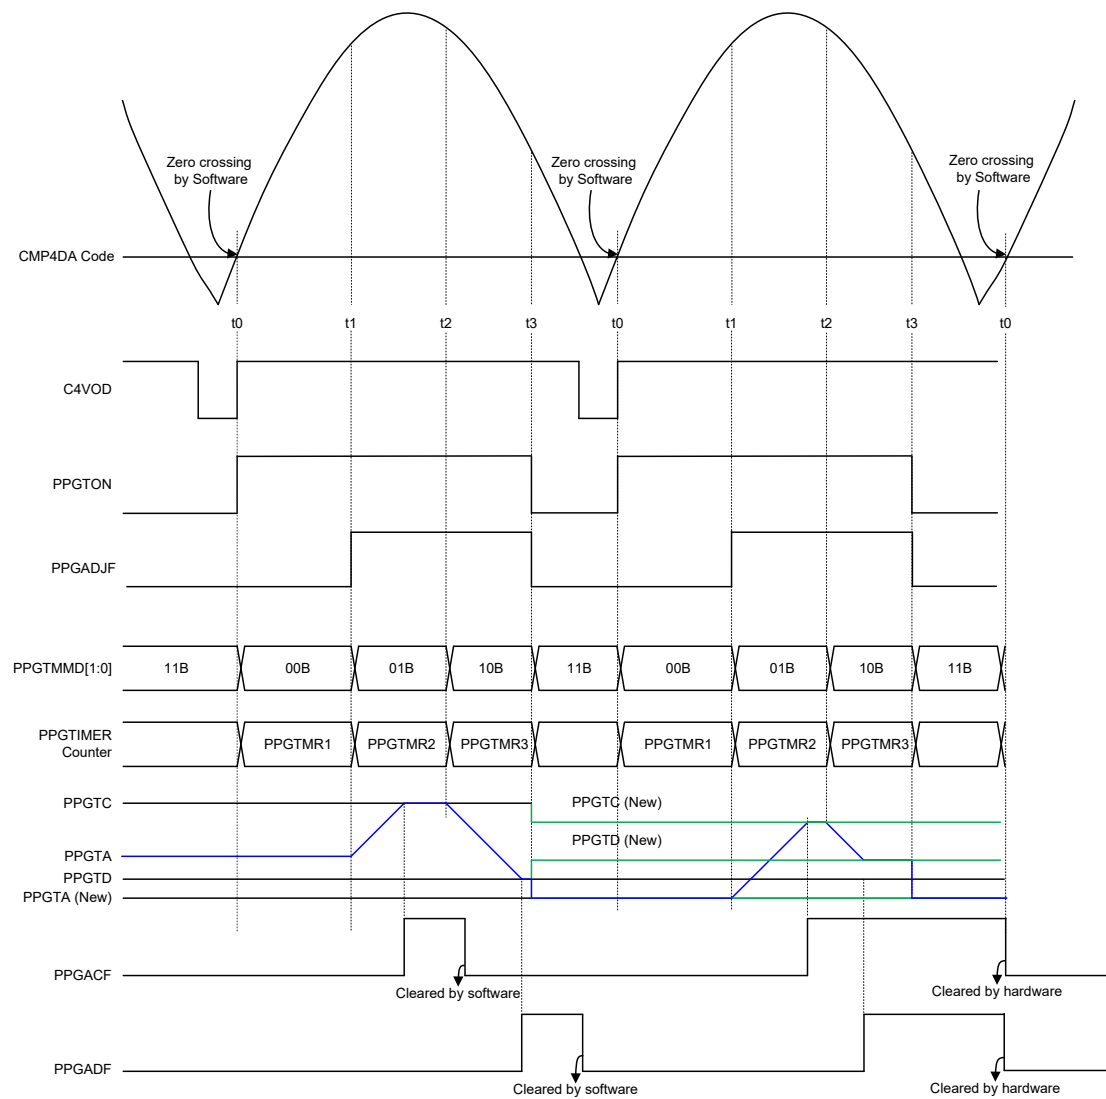 Zero crossing
by Software
Zero crossing
by Software
Zero crossing
by Software
CMP4DA Code
t0
t1
t2
t3
t0
t1
t2
t3
t0
C4VOD
PPGTON
PPGADJF
PPGTMMD[1:0]
11B
00B
01B
10B
11B
00B
01B
10B
11B
PPGTIMER
Counter
PPGTMR1
PPGTMR2
PPGTMR3
PPGTMR1
PPGTMR2
PPGTMR3
PPGTC
PPGTC (New)
PPGTD (New)
PPGTA
PPGTD
PPGTA (New)
PPGACF
Cleared by software
Cleared by hardware
PPGADF
Cleared by software
Cleared by hardware